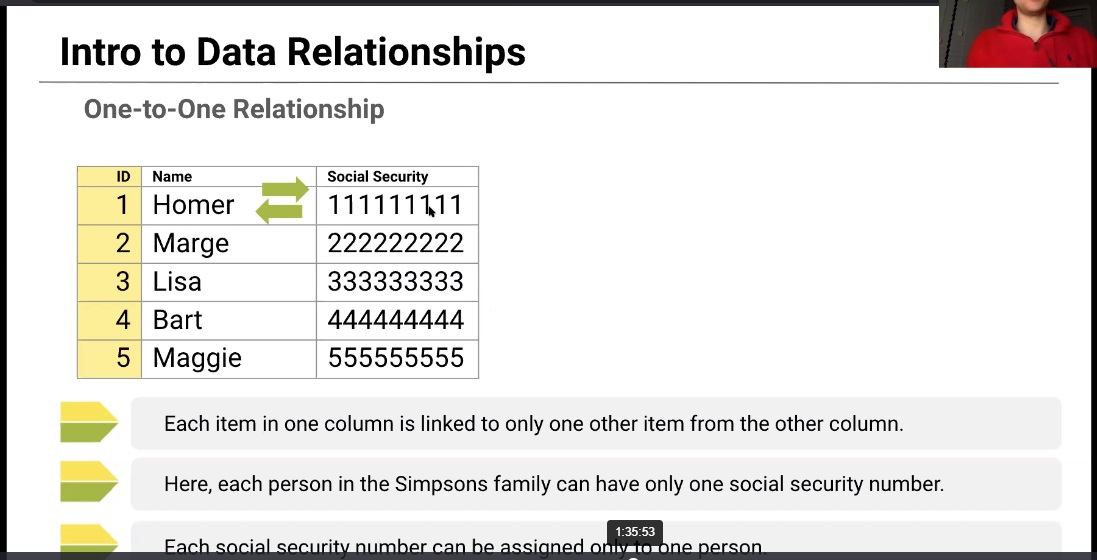 Intro to Data Relationships
One-to-One Relationship
ID Name Social Security
1 Homer 111111111
2 Marge 222222222
3 Lisa 333333333
4 Bart 444444444
5 Maggie 555555555
Each item in one column is linked to only one other item from the other column.
Here, each person in the Simpsons family can have only one social security number.
1:35:53
Each social security number can be assigned only to one person.